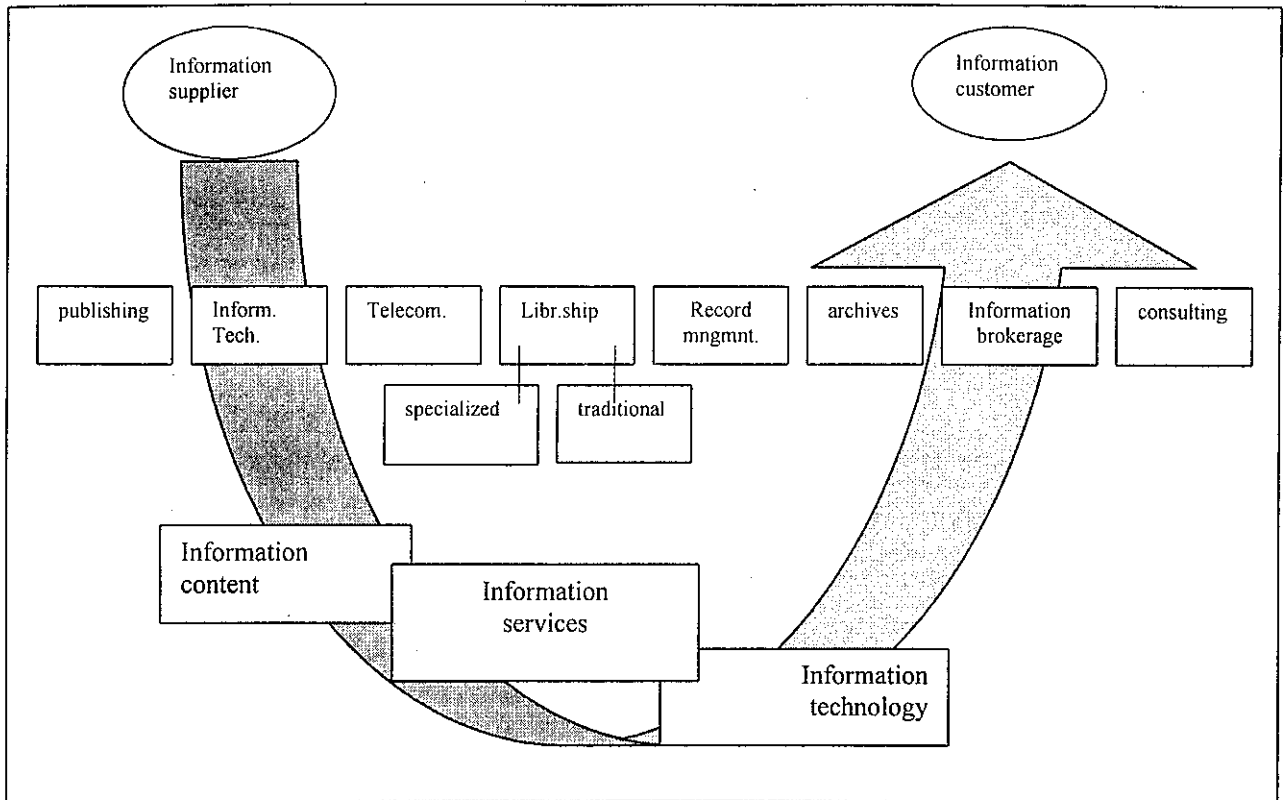 Information
supplier
Information
customer
publishing
Inform.
Tech.
Telecom.
Libr.ship
Record
mngmnt.
archives
Information
brokerage
consulting
specialized
traditional
Information
content
Information
services
Information
technology